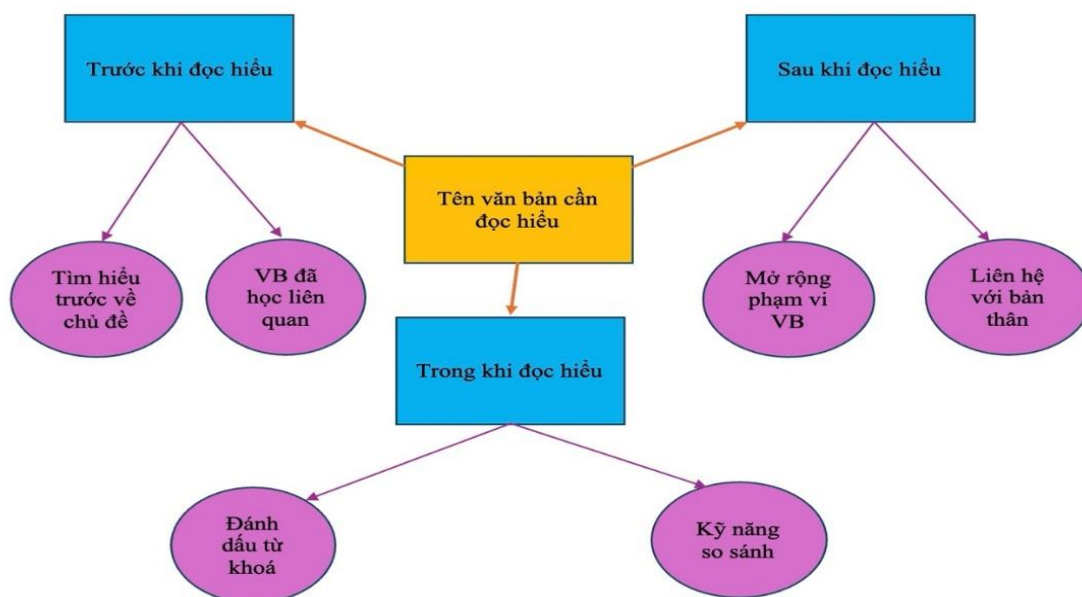 Trước khi đọc hiểu
Sau khi đọc hiểu
Tên văn bản cần
đọc hiểu
Tìm hiểu
trước về
chủ đề
VB đã
học liên
quan
Mở rộng
phạm vi
VB
Liên hệ
với bản
thân
Trong khi đọc hiểu
Đánh
dấu từ
khoá
Kỹ năng
so sánh